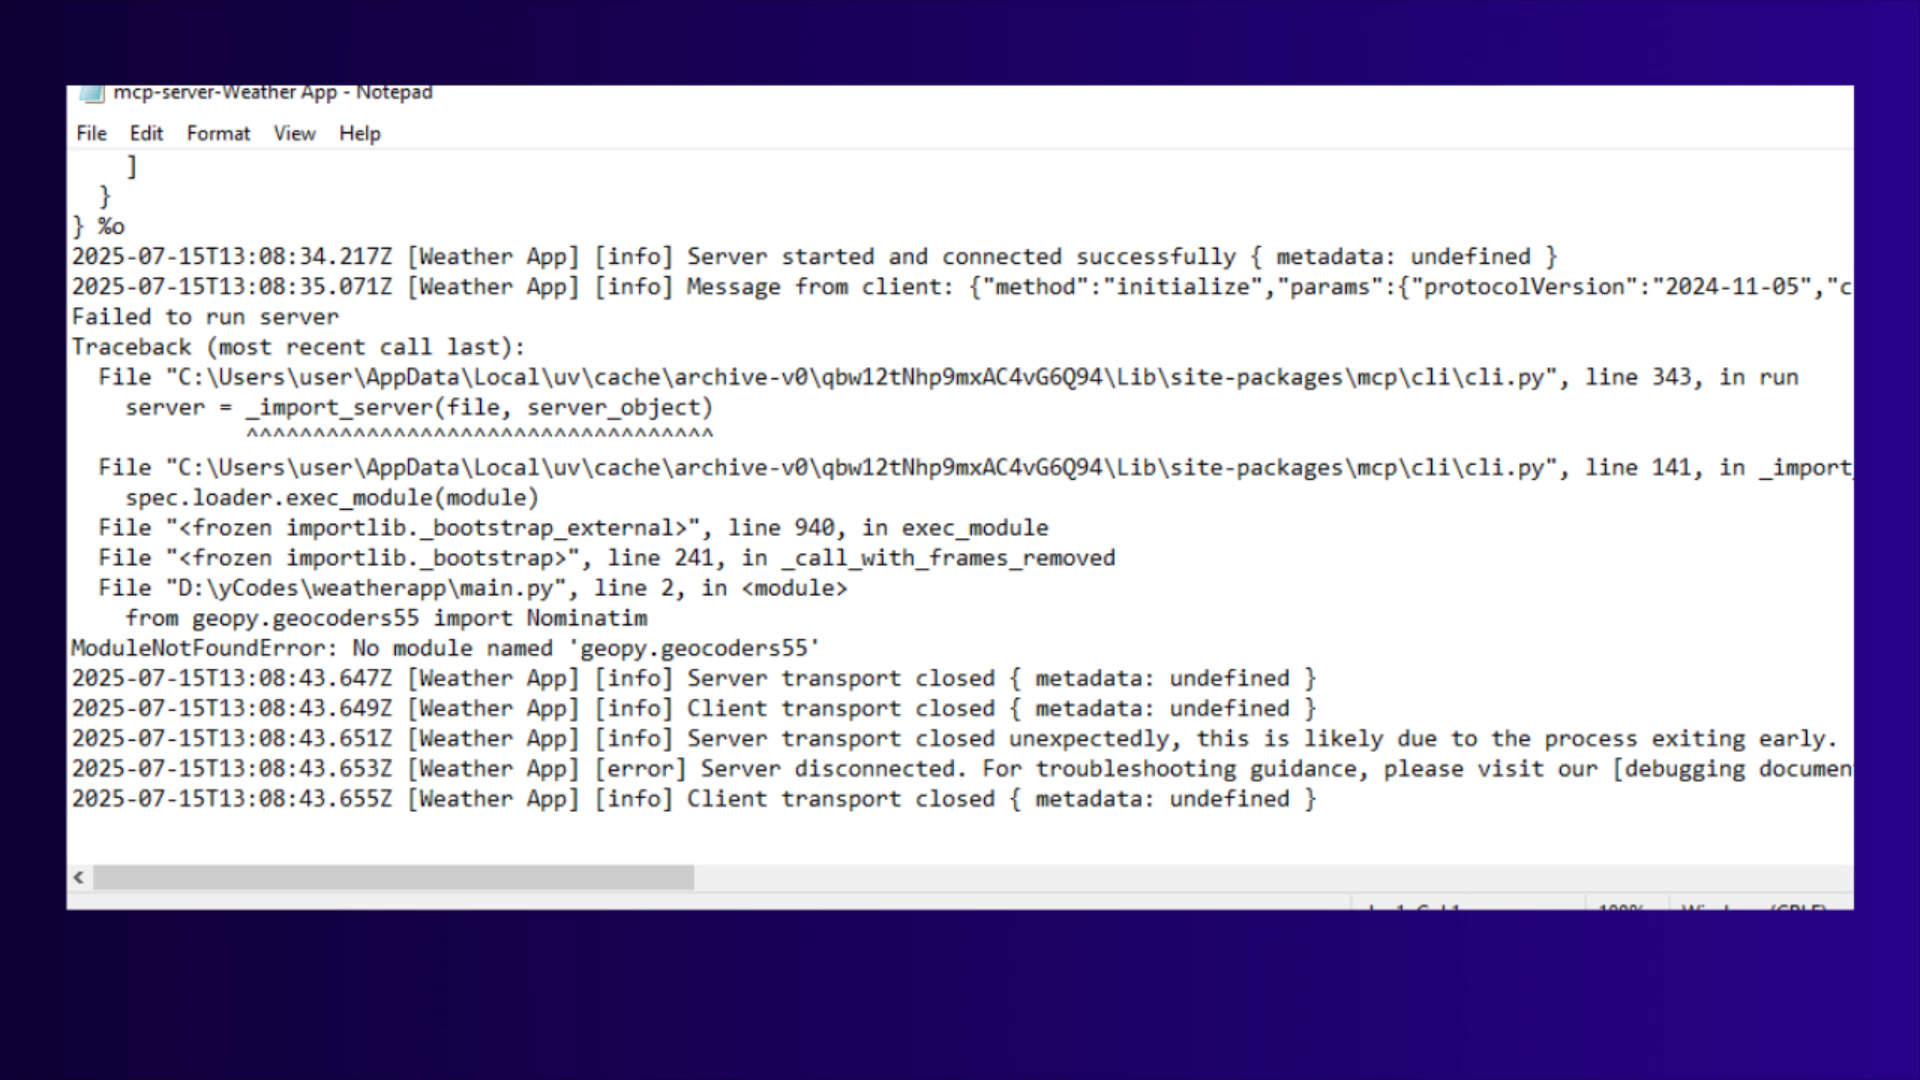 mcp-server-Weather App - Notepad
File Edit Format View Help
]
}
} %o
2025-07-15T13:08:34.217Z [Weather App] [info] Server started and connected successfully { metadata: undefined }
2025-07-15T13:08:35.071Z [Weather App] [info] Message from client: {"method":"initialize","params":{"protocolVersion":"2024-11-05","c
Failed to run server
Traceback (most recent call last):
File "C:\Users\user\AppData\Local\uv\cache\archive-v0\qbw12tNhp9mxAC4vG6Q94\Lib\site-packages\mcp\cli\cli.py", line 343, in run
server = _import_server(file, server_object)
^^^^^^^^^^^^^^^^^^^^^^^^^^^^^^^^^^^
File "C:\Users\user\AppData\Local\uv\cache\archive-v0\qbw12tNhp9mxAC4vG6Q94\Lib\site-packages\mcp\cli\cli.py", line 141, in _import_
spec.loader.exec_module(module)
File "<frozen importlib._bootstrap_external>", line 940, in exec_module
File "<frozen importlib._bootstrap>", line 241, in _call_with_frames_removed
File "D:\yCodes\weatherapp\main.py", line 2, in <module>
from geopy.geocoders55 import Nominatim
ModuleNotFoundError: No module named 'geopy.geocoders55'
2025-07-15T13:08:43.647Z [Weather App] [info] Server transport closed { metadata: undefined }
2025-07-15T13:08:43.649Z [Weather App] [info] Client transport closed { metadata: undefined }
2025-07-15T13:08:43.651Z [Weather App] [info] Server transport closed unexpectedly, this is likely due to the process exiting early.
2025-07-15T13:08:43.653Z [Weather App] [error] Server disconnected. For troubleshooting guidance, please visit our [debugging documen
2025-07-15T13:08:43.655Z [Weather App] [info] Client transport closed { metadata: undefined }